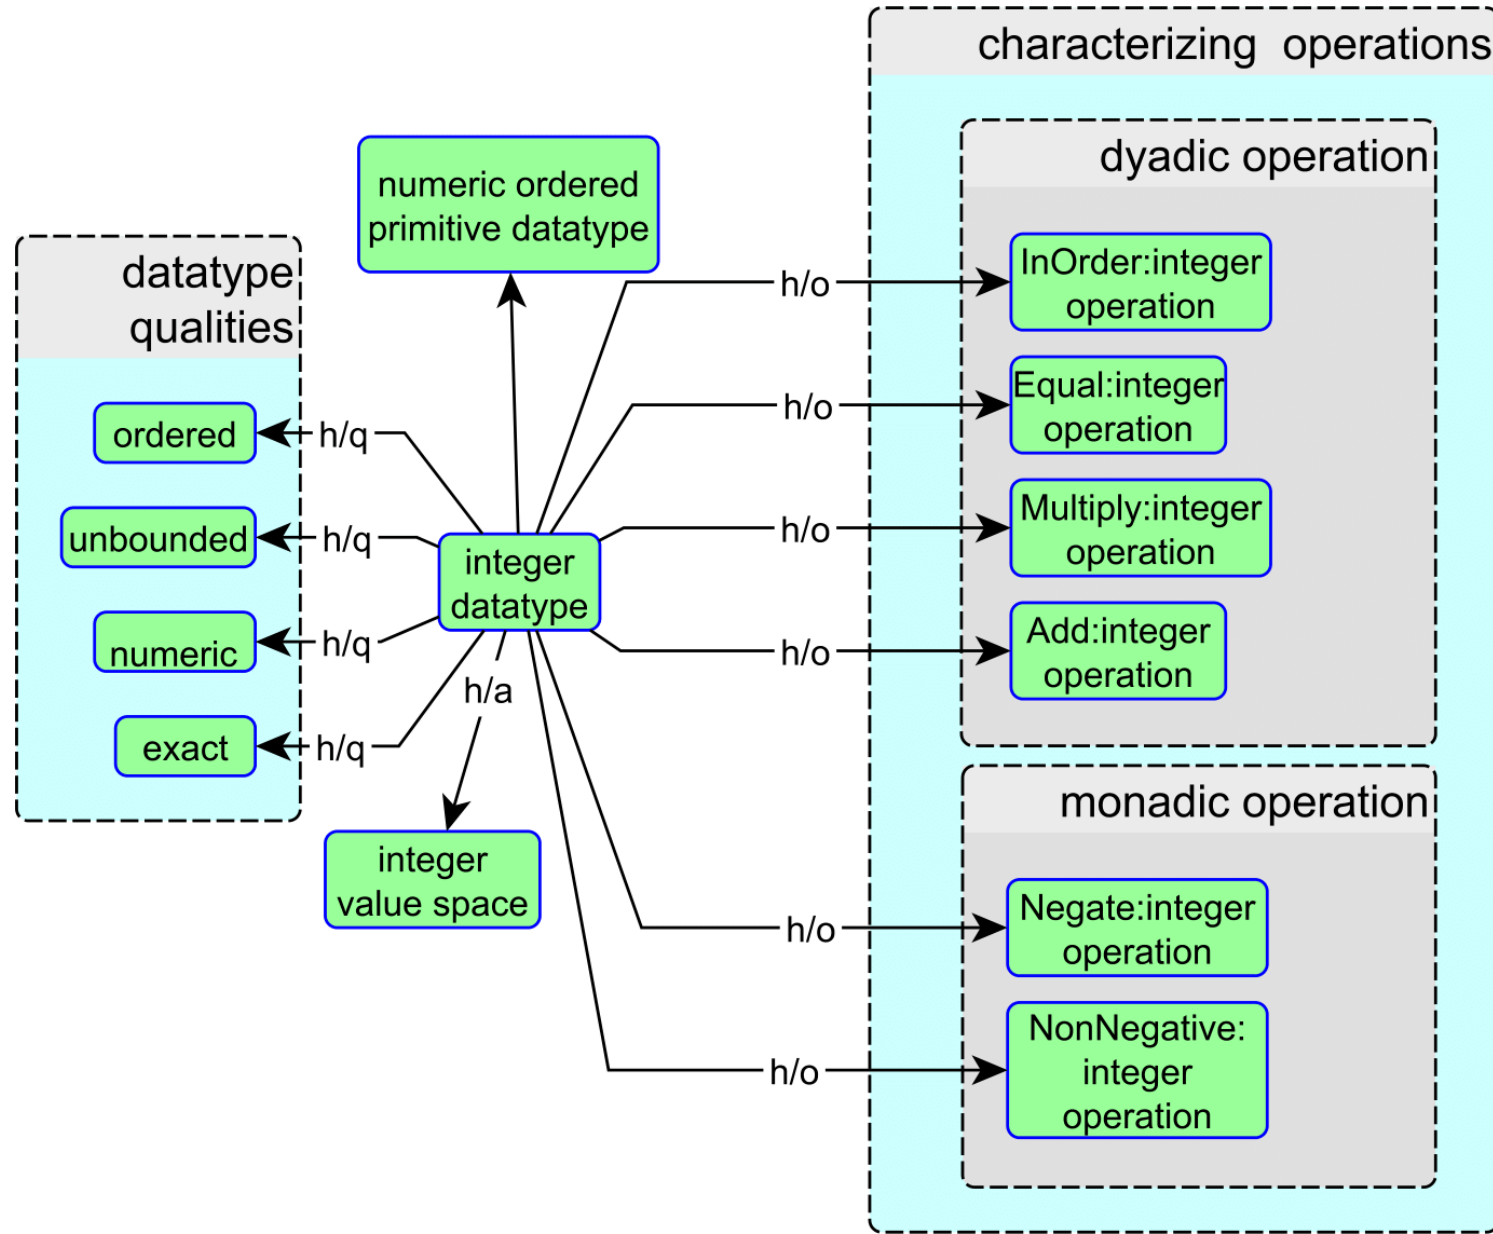 characterizing operations
dyadic operation
numeric ordered
primitive datatype
datatype
qualities
InOrder:integer
operation
h/o
Equal:integer
operation
h/o
ordered
h/q
Multiply:integer
operation
h/o
unbounded
h/q
integer
datatype
Add:integer
operation
h/o
numeric
h/q
h/a
exact
h/q
monadic operation
integer
value space
Negate:integer
operation
h/o
NonNegative:
integer
operation
h/o